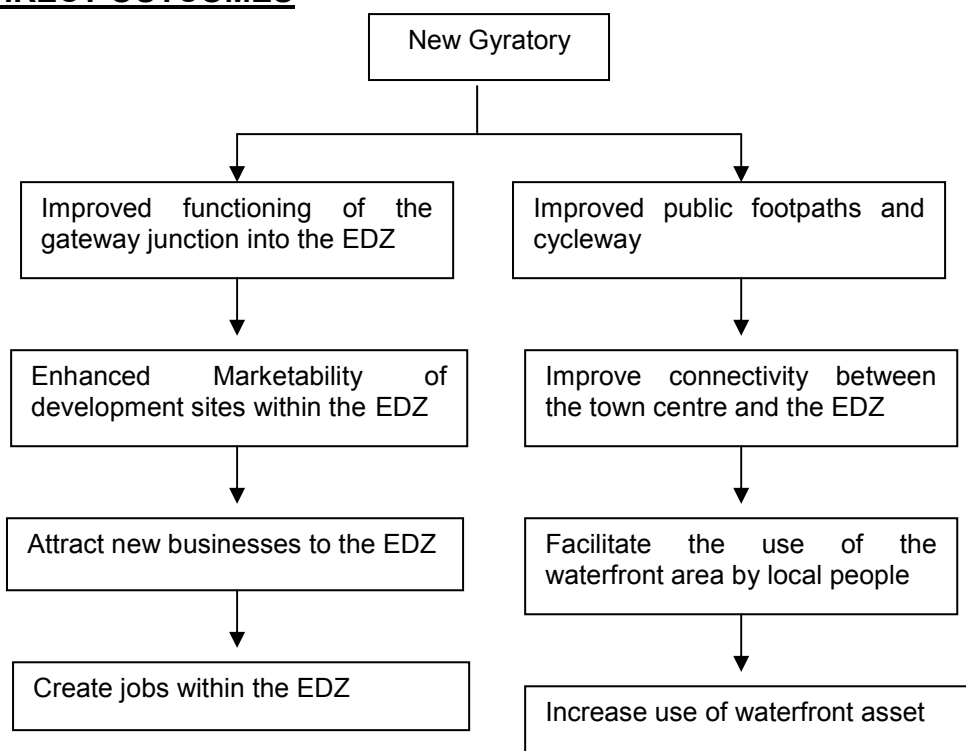 IRECT OUTCOMES
New Gyratory
Improved functioning of the
gateway junction into the EDZ
Enhanced Marketability of
development sites within the EDZ
Attract new businesses to the EDZ
Create jobs within the EDZ
Improved public footpaths and
cycleway
Improve connectivity between
the town centre and the EDZ
Facilitate the use of the
waterfront area by local people
Increase use of waterfront asset